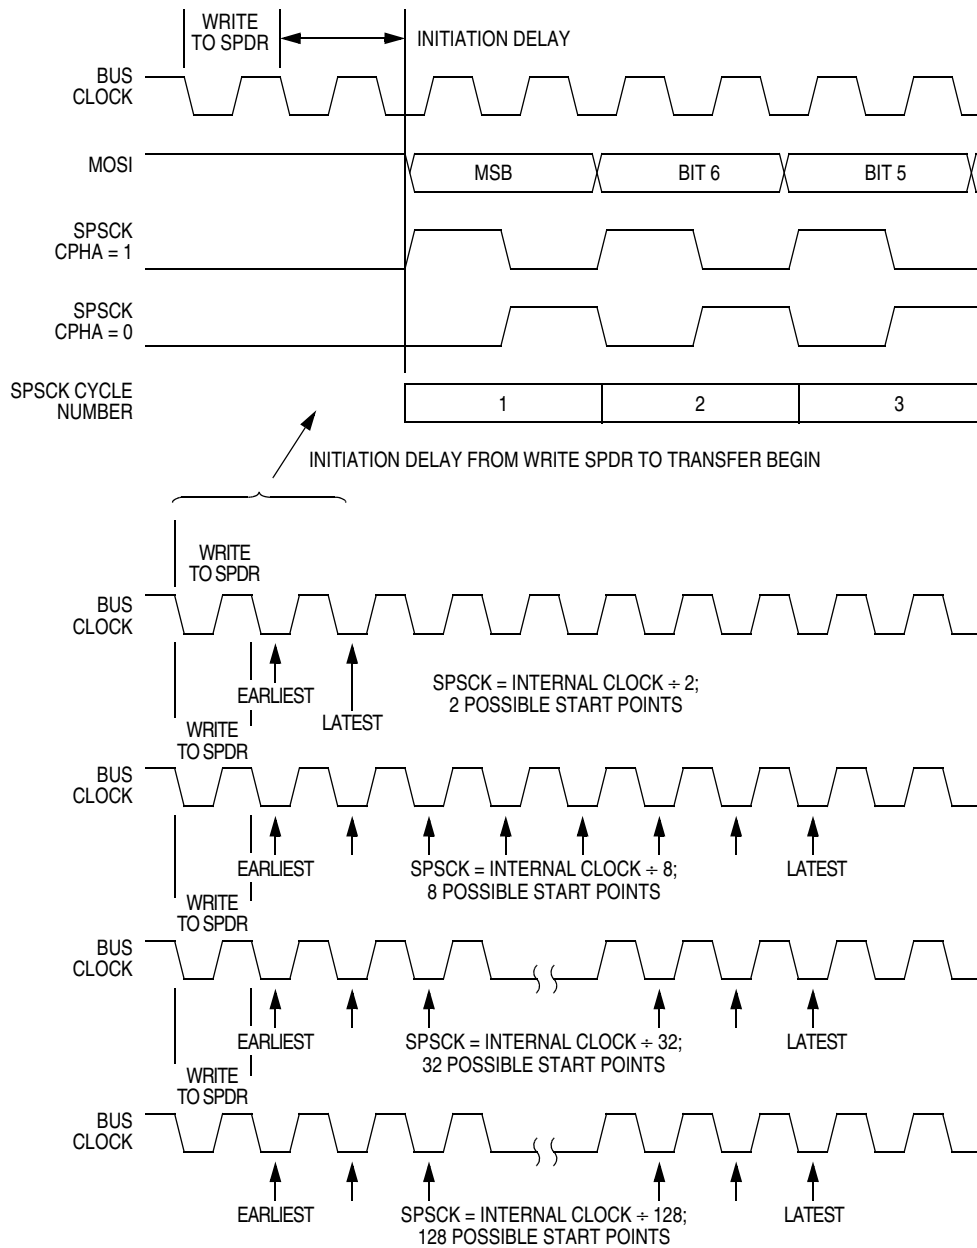 WRITE
TO SPDR
INITIATION DELAY
BUS
CLOCK
MOSI
MSB
BIT 6
BIT 5
SPSCK
CPHA = 1
SPSCK
CPHA = 0
SPSCK CYCLE
NUMBER
1
2
3
INITIATION DELAY FROM WRITE SPDR TO TRANSFER BEGIN
WRITE
TO SPDR
BUS
CLOCK
EARLIEST
LATEST
SPSCK = INTERNAL CLOCK ÷ 2;
2 POSSIBLE START POINTS
WRITE
TO SPDR
BUS
CLOCK
EARLIEST
SPSCK = INTERNAL CLOCK ÷ 8;
8 POSSIBLE START POINTS
LATEST
WRITE
TO SPDR
BUS
CLOCK
EARLIEST
SPSCK = INTERNAL CLOCK ÷ 32;
32 POSSIBLE START POINTS
LATEST
WRITE
TO SPDR
BUS
CLOCK
EARLIEST
SPSCK = INTERNAL CLOCK ÷ 128;
128 POSSIBLE START POINTS
LATEST